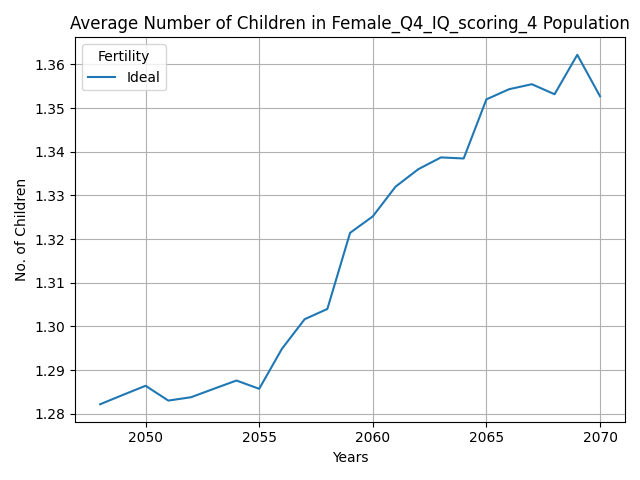 Average Number of Children in Female_Q4_IQ_scoring_4 Population
Fertility
Ideal
1.36
1.35
1.34
1.33
1.32
1.31
1.30
1.29
1.28
No. of Children
2050 2055 2060 2065 2070
Years